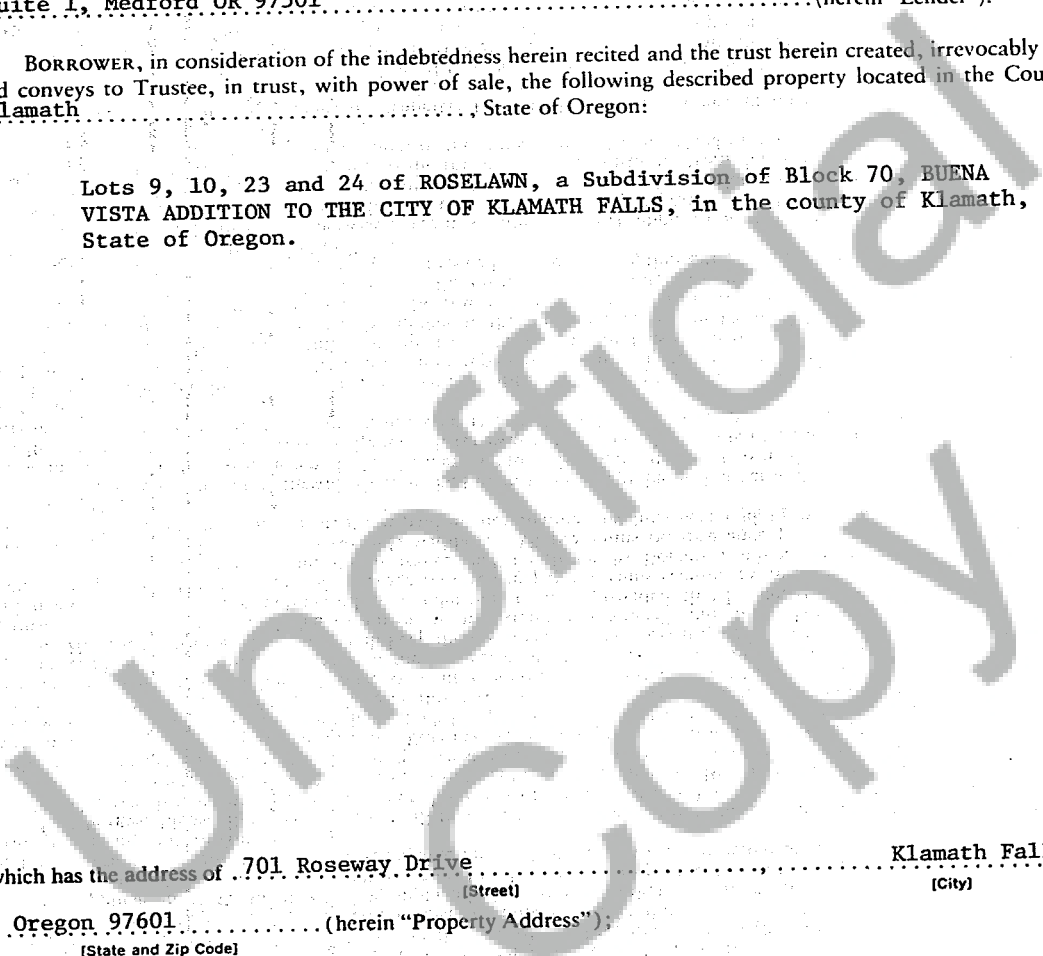 uite 1, Medford OR 97501 (herein "Lender").
BORROWER, in consideration of the indebtedness herein recited and the trust herein created, irrevocably
d conveys to Trustee, in trust, with power of sale, the following described property located in the Cou
lamath , State of Oregon:
Lots 9, 10, 23 and 24 of ROSELAWN, a Subdivision of Block 70, BUENA
VISTA ADDITION TO THE CITY OF KLAMATH FALLS, in the county of Klamath,
State of Oregon.
Unofficial
Copy
which has the address of 701 Roseway Drive , Klamath Fal
[Street] [City]
Oregon 97601 (herein "Property Address");
[State and Zip Code]